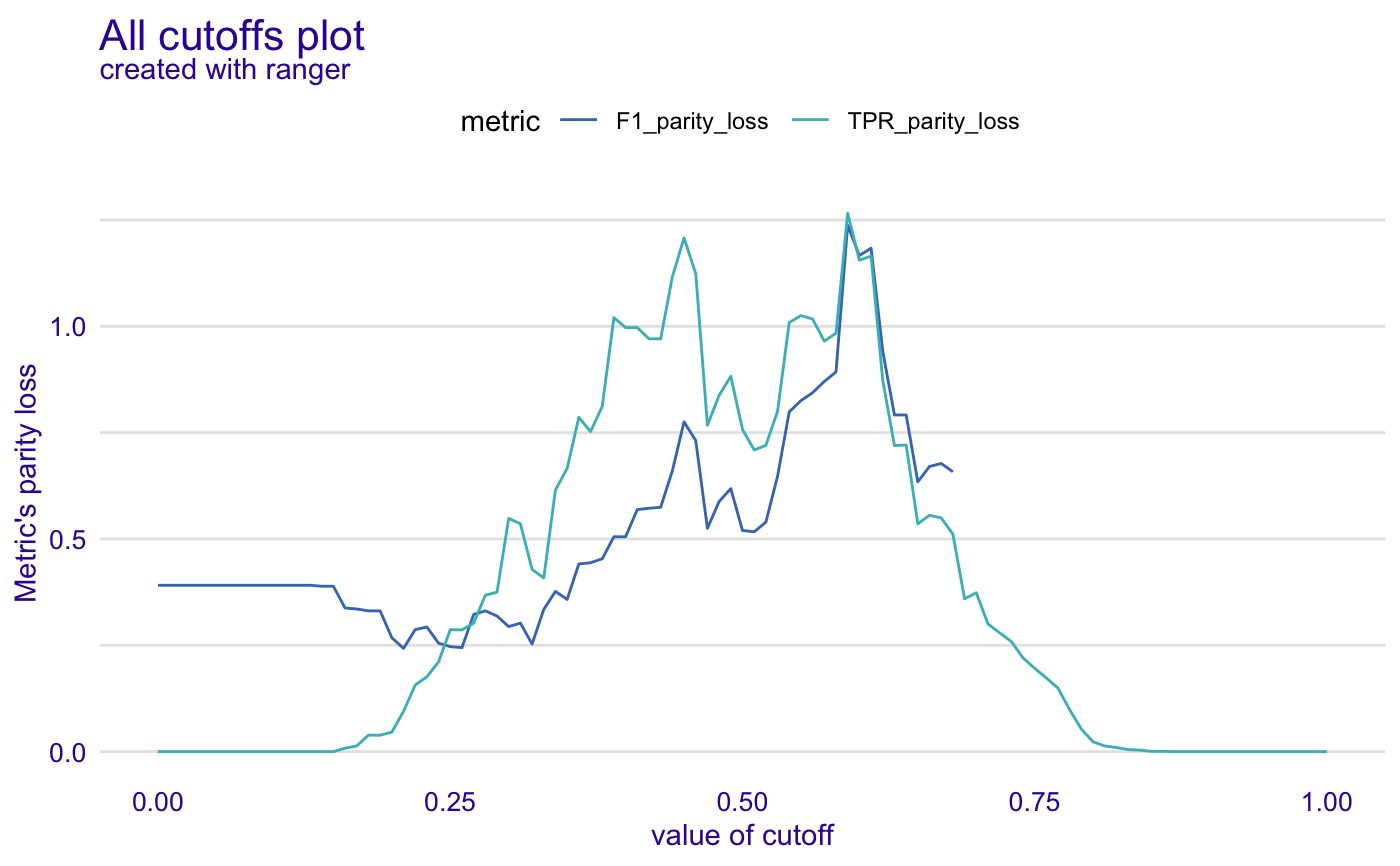 All cutoffs plot
created with ranger
metric F1_parity_loss TPR_parity_loss
1.0
0.5
0.0
Metric's parity loss
0.00 0.25 0.50 0.75 1.00
value of cutoff